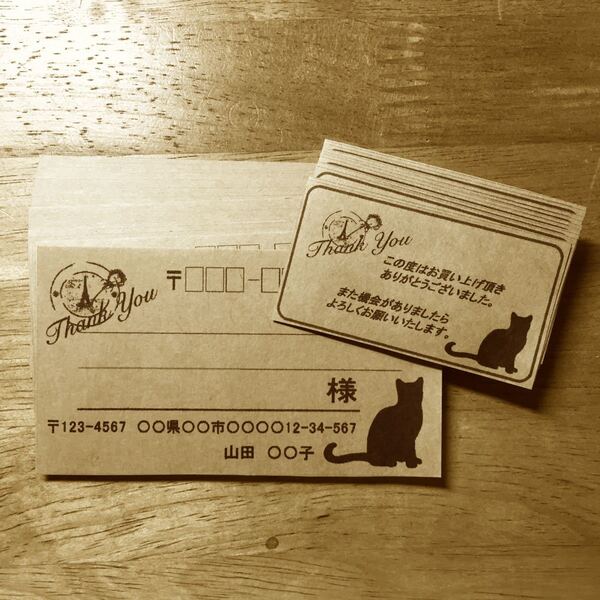 Thank You
〒□□□-□
様
〒123-4567 〇〇県〇〇市〇〇〇〇12-34-567
山田 〇〇子
Thank You
この度はお買い上げ頂き
ありがとうございました。
また機会がありましたら
よろしくお願いいたします。